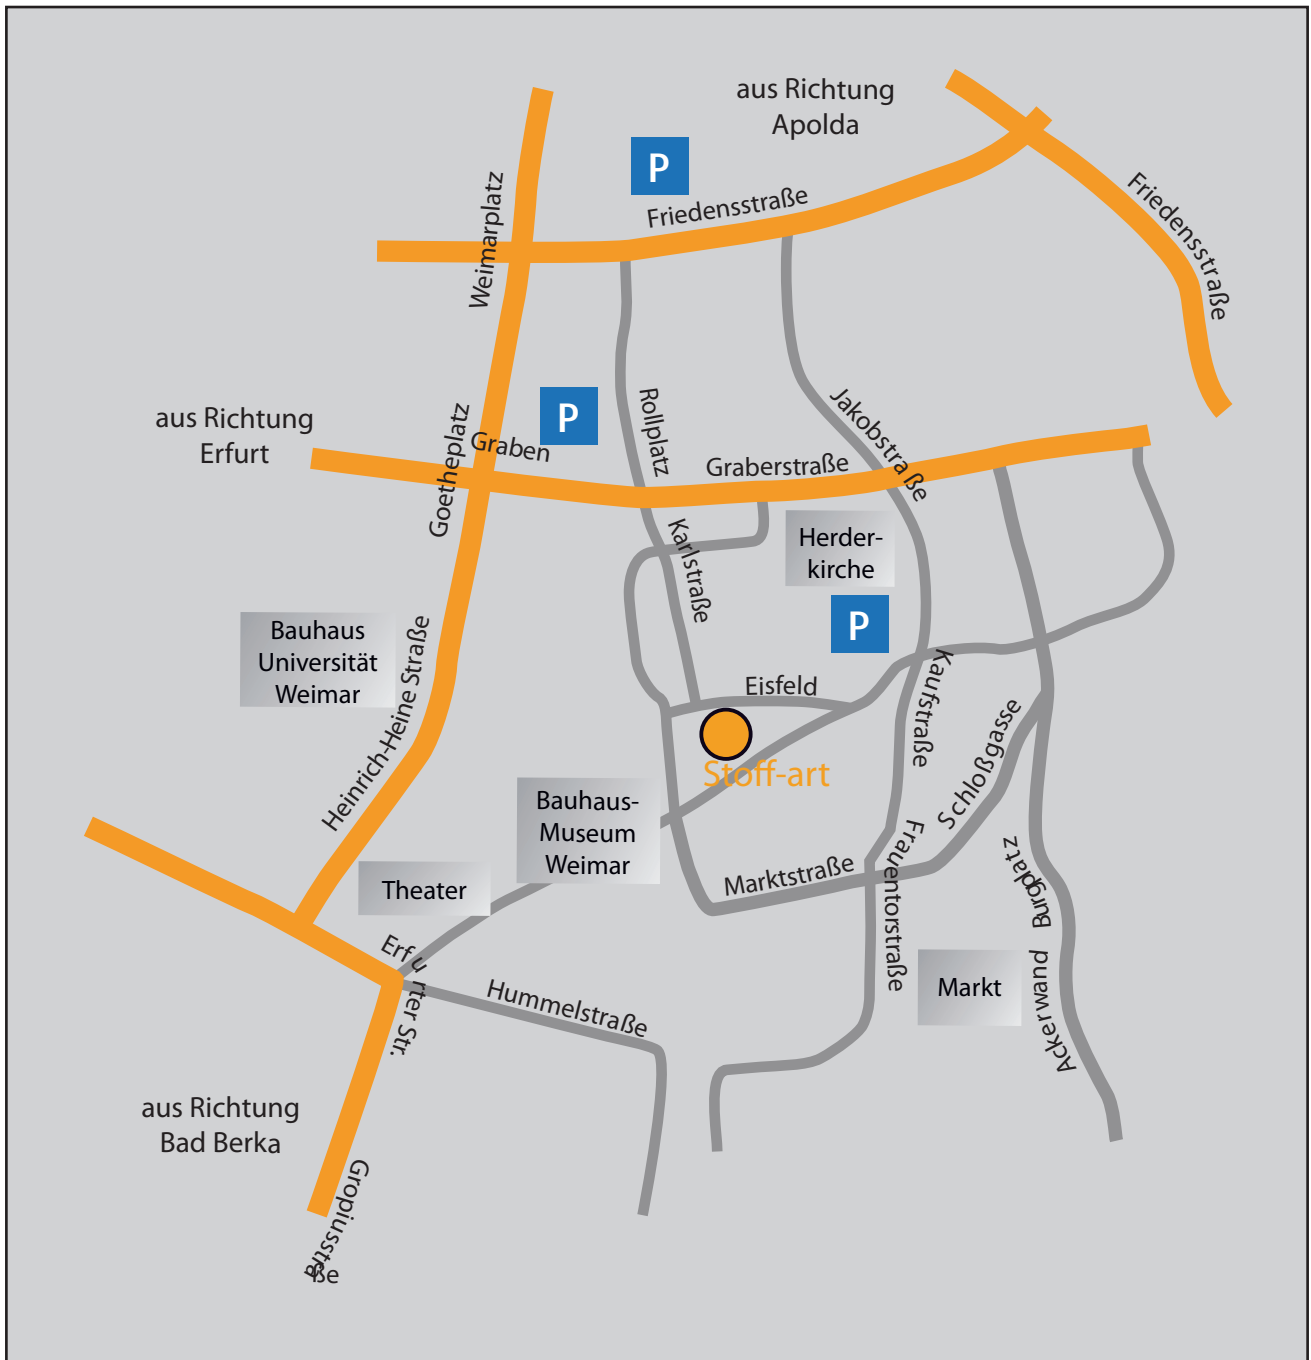 aus Richtung
Apolda
P
Friedensstraße
Friedensstraße
Weimarplatz
aus Richtung
Erfurt
P
Graben
Goetheplatz
Rollplatz
Graberstraße
Jakobstraße
Karlstraße
Herder-
kirche
P
Bauhaus
Universität
Weimar
Heinrich-Heine Straße
Eisfeld
Kaufstraße
Stoff-art
Schloßgasse
Bauhaus-
Museum
Weimar
Theater
Marktstraße
Frauentorstraße
Burgplatz
Erfurter Str.
Hummelstraße
Markt
Ackerwand
aus Richtung
Bad Berka
Gropiusstraße